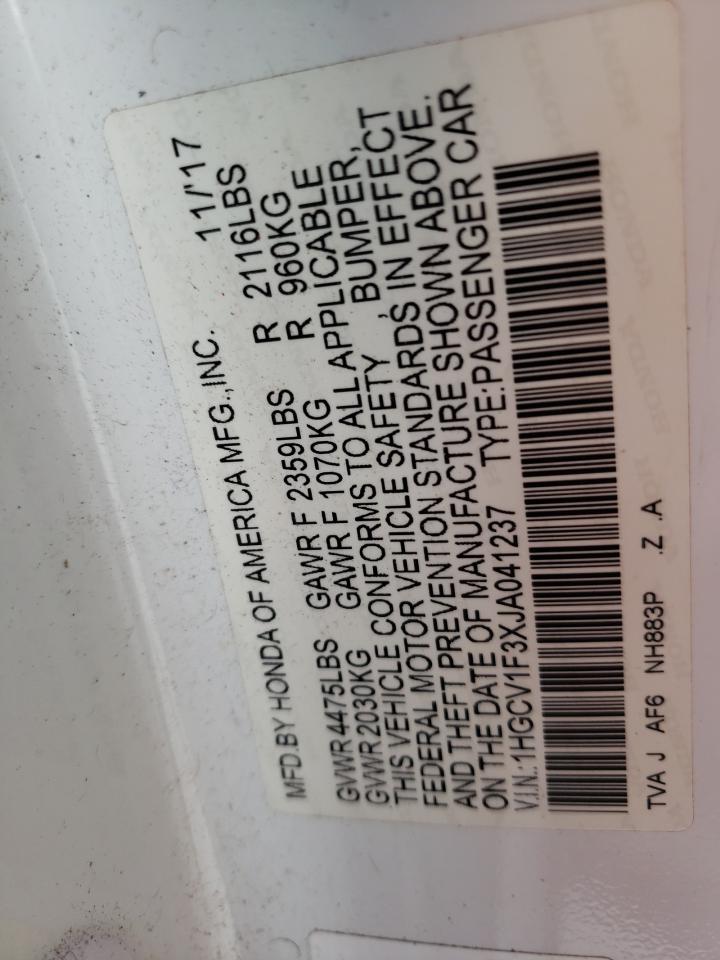 MFD.BY HONDA OF AMERICA MFG.,INC. 11/'17
GVWR 4475LBS GAWR F 2359LBS R 2116LBS
GVWR 2030KG GAWR F 1070KG R 960KG
THIS VEHICLE CONFORMS TO ALL APPLICABLE
FEDERAL MOTOR VEHICLE SAFETY, BUMPER,
AND THEFT PREVENTION STANDARDS IN EFFECT
ON THE DATE OF MANUFACTURE SHOWN ABOVE.
V.I.N.:1HGCV1F3XJA041237 TYPE:PASSENGER CAR
TVA J AF6 NH883P .Z .A